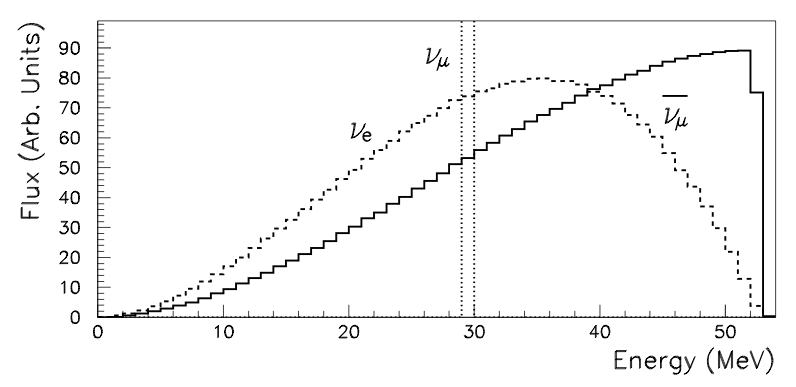 Flux (Arb. Units)
90
80
70
60
50
40
30
20
10
0
ν_μ
ν_e
ν̅_μ
0 10 20 30 40 50
Energy (MeV)